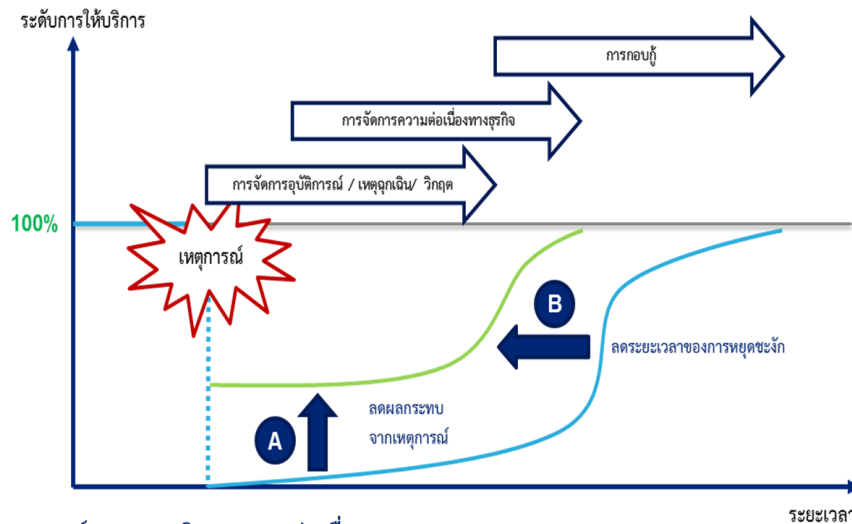 ระดับการให้บริการ
การกอบกู้
การจัดการความต่อเนื่องทางธุรกิจ
การจัดการอุบัติการณ์ / เหตุฉุกเฉิน/ วิกฤต
100%
เหตุการณ์
B
ลดระยะเวลาของการหยุดชะงัก
ลดผลกระทบ
A
จากเหตุการณ์
ระยะเวลา